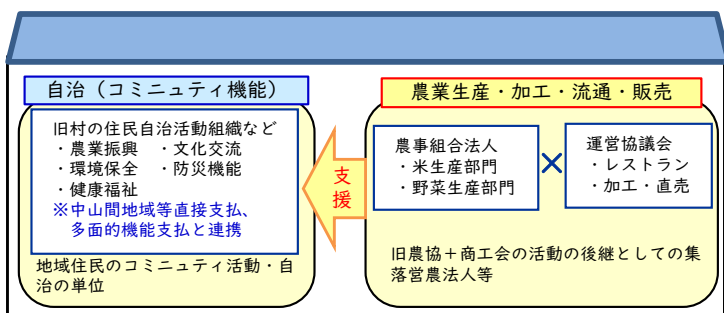 自治（コミニュティ機能）
旧村の住民自治活動組織など
・農業振興　・文化交流
・環境保全　・防災機能
・健康福祉
※中山間地域等直接支払、
多面的機能支払と連携
地域住民のコミニュティ活動・自
治の単位
支援
農業生産・加工・流通・販売
農事組合法人
・米生産部門
・野菜生産部門
×
運営協議会
・レストラン
・加工・直売
旧農協＋商工会の活動の後継としての集
落営農法人等